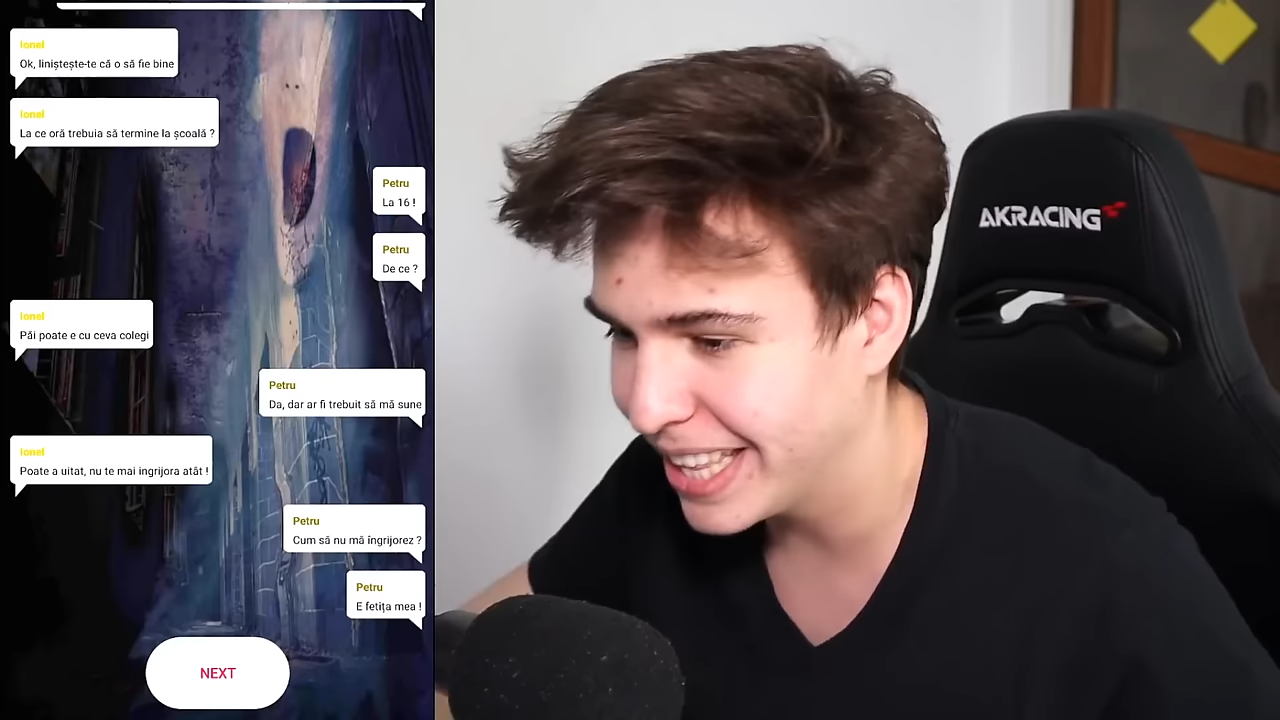 Ionel
Ok, liniștește-te că o să fie bine
Ionel
La ce oră trebuia să termine la școală ?
Petru
La 16 !
Petru
De ce ?
Ionel
Păi poate e cu ceva colegi
Petru
Da, dar ar fi trebuit să mă sune
Ionel
Poate a uitat, nu te mai ingrijora atât !
Petru
Cum să nu mă îngrijorez ?
Petru
E fetița mea !
NEXT
AKRACING